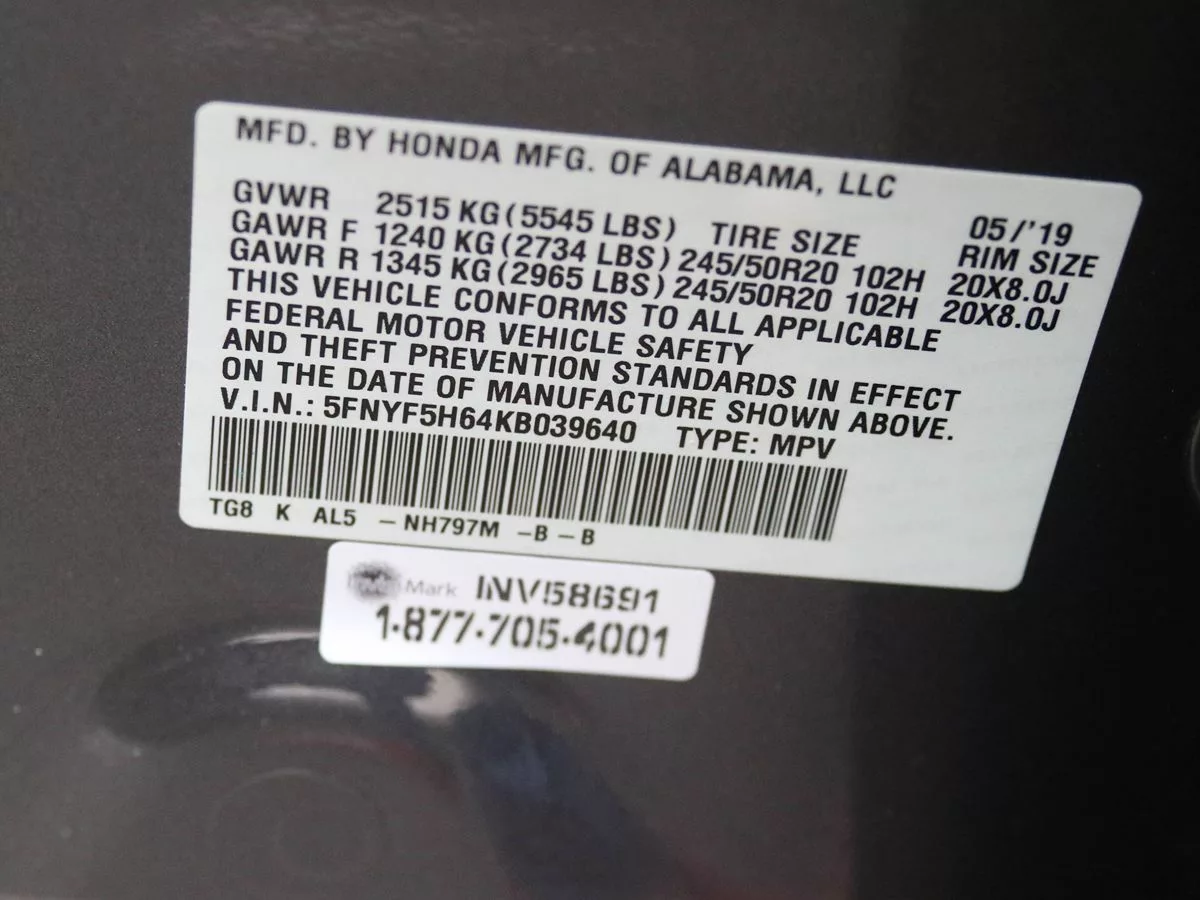 MFD. BY HONDA MFG. OF ALABAMA, LLC
05/'19
GVWR 2515 KG(5545 LBS) TIRE SIZE RIM SIZE
GAWR F 1240 KG(2734 LBS) 245/50R20 102H 20X8.0J
GAWR R 1345 KG(2965 LBS) 245/50R20 102H 20X8.0J
THIS VEHICLE CONFORMS TO ALL APPLICABLE
FEDERAL MOTOR VEHICLE SAFETY
AND THEFT PREVENTION STANDARDS IN EFFECT
ON THE DATE OF MANUFACTURE SHOWN ABOVE.
V.I.N.: 5FNYF5H64KB039640 TYPE: MPV
TG8 K AL5 -NH797M -B-B
Mark INV58691
1-877-705-4001